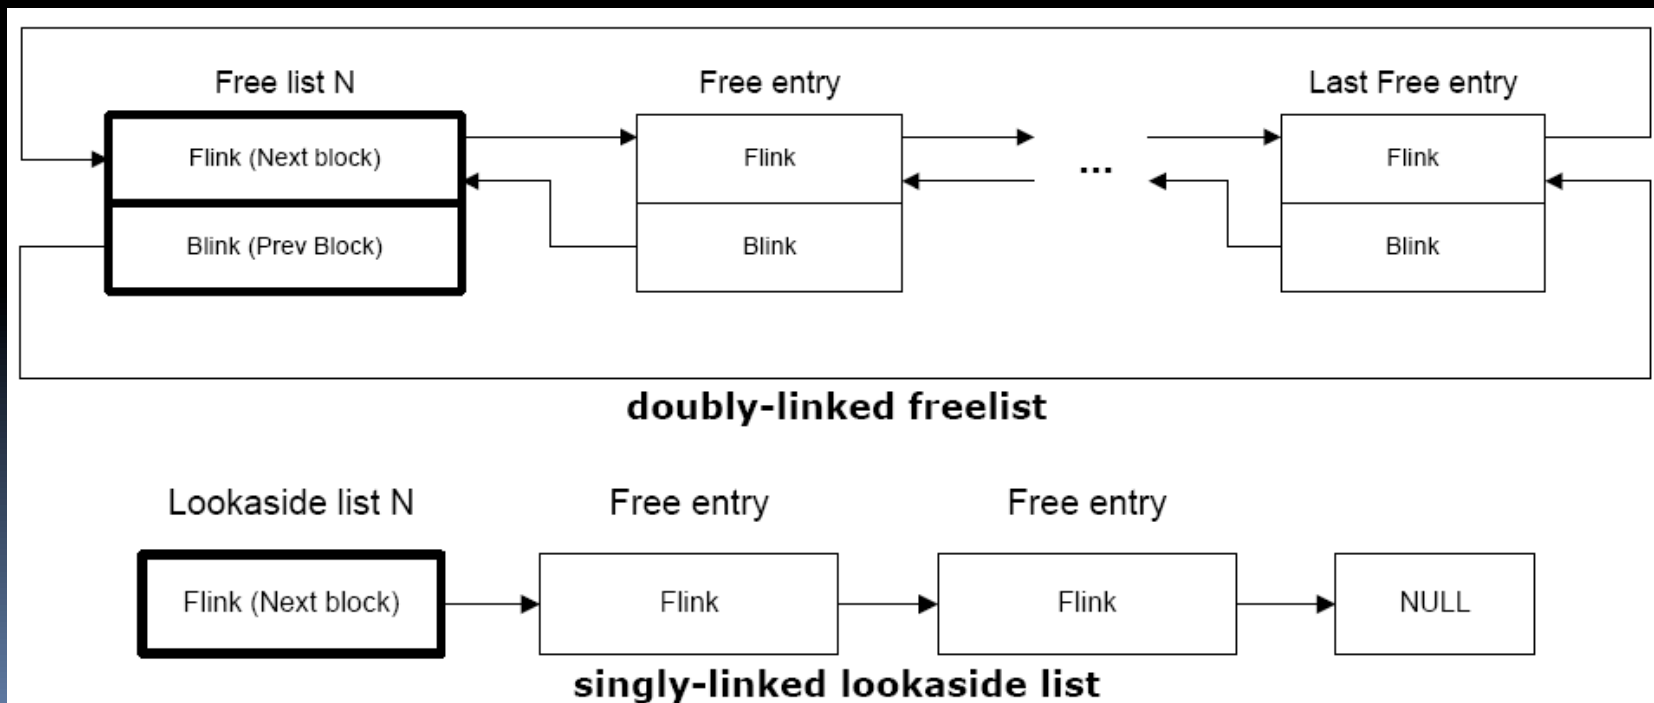 Free list N
Free entry
Last Free entry
Flink (Next block)
Flink
...
Flink
Blink (Prev Block)
Blink
Blink
doubly-linked freelist
Lookaside list N
Free entry
Free entry
Flink (Next block)
Flink
Flink
NULL
singly-linked lookaside list